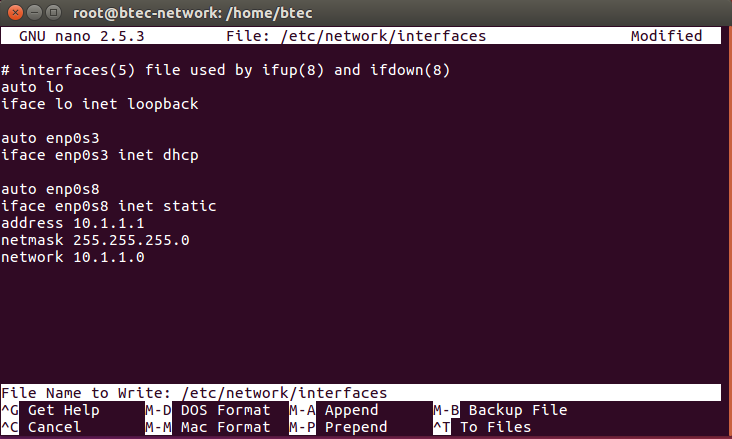 root@btec-network: /home/btec
GNU nano 2.5.3 File: /etc/network/interfaces Modified
# interfaces(5) file used by ifup(8) and ifdown(8)
auto lo
iface lo inet loopback
auto enp0s3
iface enp0s3 inet dhcp
auto enp0s8
iface enp0s8 inet static
address 10.1.1.1
netmask 255.255.255.0
network 10.1.1.0
File Name to Write: /etc/network/interfaces
^G Get Help M-D DOS Format M-A Append M-B Backup File
^C Cancel M-M Mac Format M-P Prepend ^T To Files